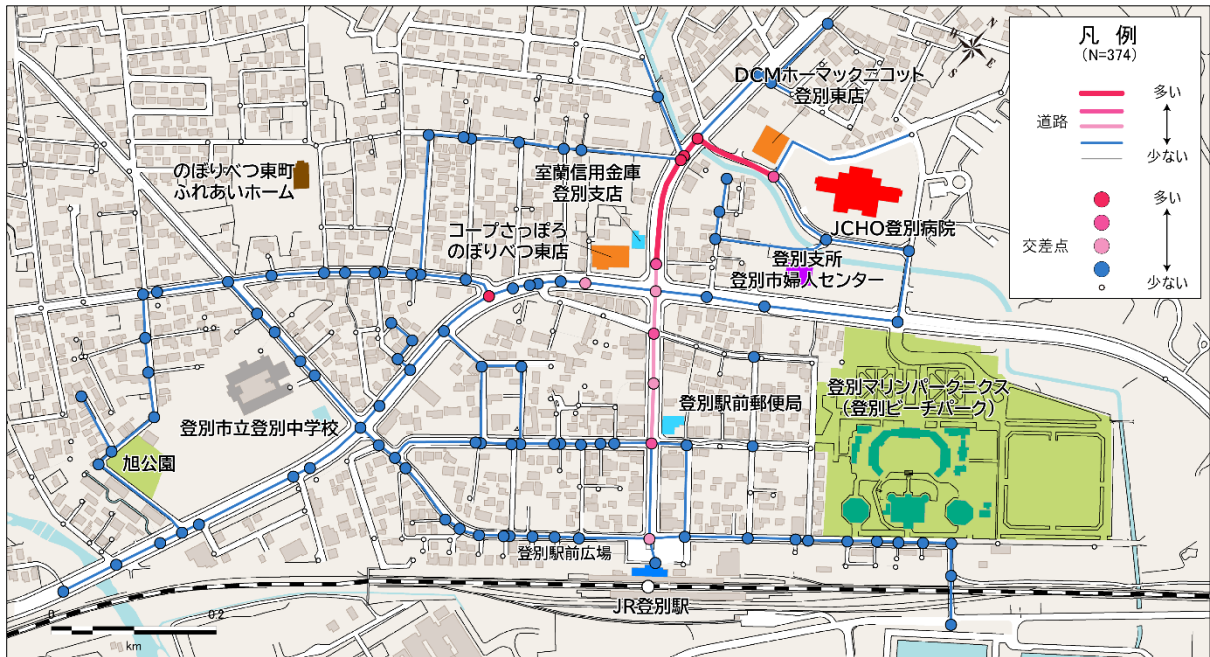 凡 例
(N=374)
道路
多い
少ない
交差点
多い
少ない
N
W
E
S
DCMホーマックニコット
登別東店
のぼりべつ東町
ふれあいホーム
室蘭信用金庫
登別支店
コープさっぽろ
のぼりべつ東店
JCHO登別病院
登別支所
登別市婦人センター
登別マリンパークニクス
(登別ビーチパーク)
登別駅前郵便局
登別市立登別中学校
旭公園
登別駅前広場
JR登別駅
0
0.2
km